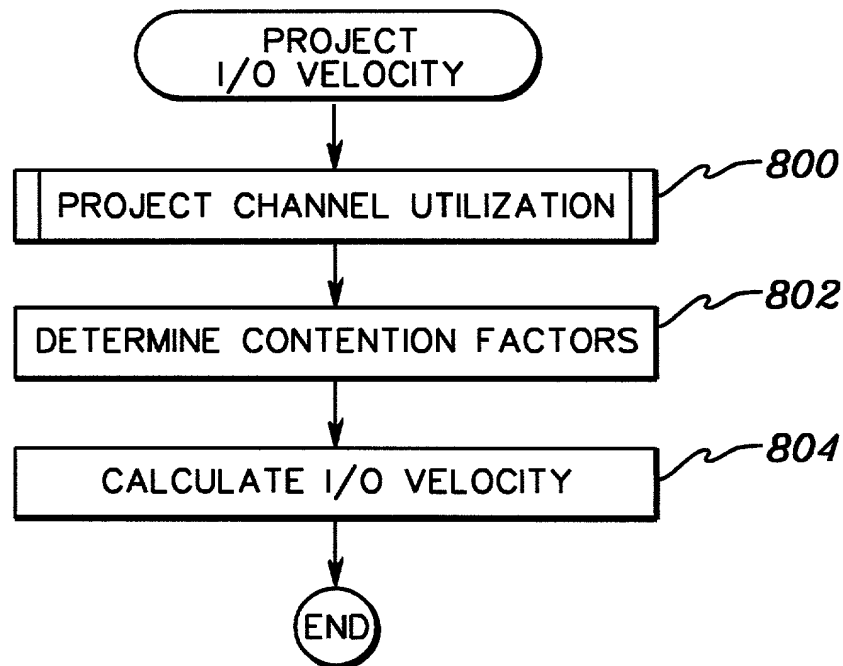 PROJECT
I/O VELOCITY
800
PROJECT CHANNEL UTILIZATION
802
DETERMINE CONTENTION FACTORS
804
CALCULATE I/O VELOCITY
END